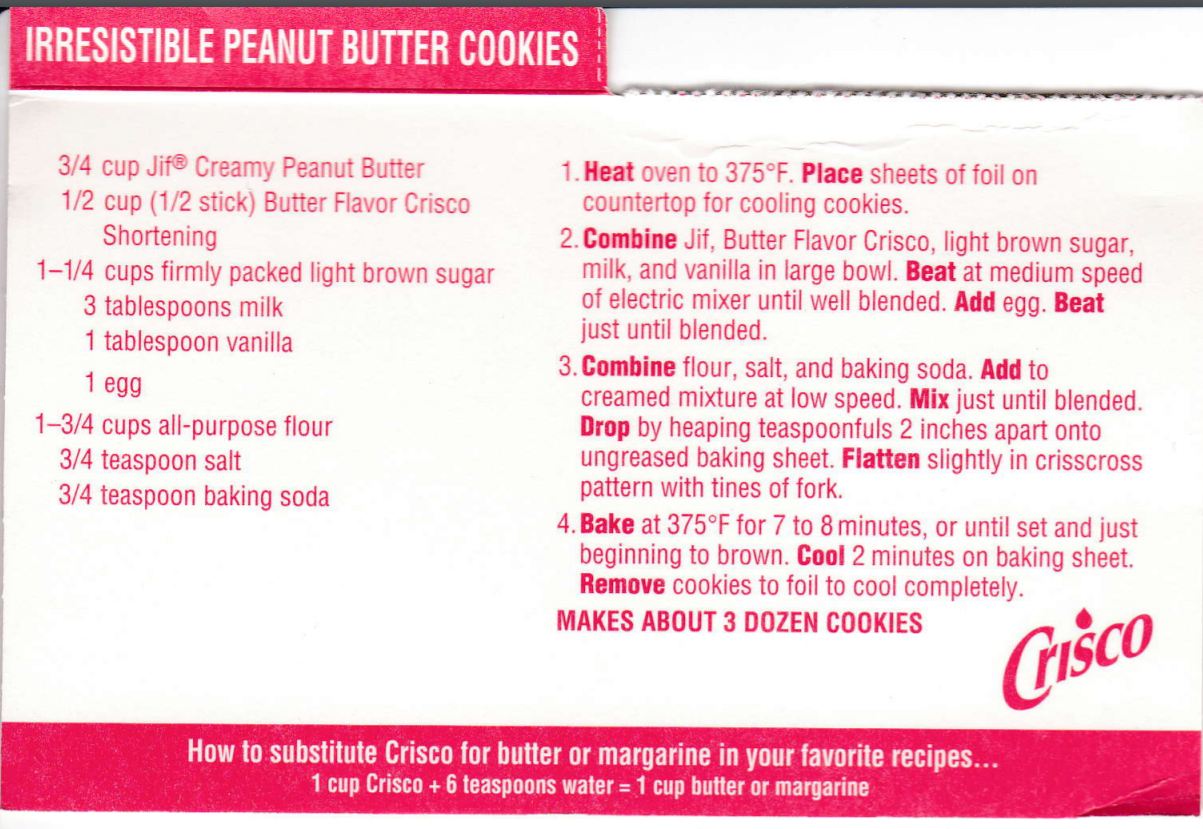 IRRESISTIBLE PEANUT BUTTER COOKIES
3/4 cup Jif® Creamy Peanut Butter
1/2 cup (1/2 stick) Butter Flavor Crisco
Shortening
1–1/4 cups firmly packed light brown sugar
3 tablespoons milk
1 tablespoon vanilla
1 egg
1–3/4 cups all-purpose flour
3/4 teaspoon salt
3/4 teaspoon baking soda
1. Heat oven to 375°F. Place sheets of foil on
countertop for cooling cookies.
2. Combine Jif, Butter Flavor Crisco, light brown sugar,
milk, and vanilla in large bowl. Beat at medium speed
of electric mixer until well blended. Add egg. Beat
just until blended.
3. Combine flour, salt, and baking soda. Add to
creamed mixture at low speed. Mix just until blended.
Drop by heaping teaspoonfuls 2 inches apart onto
ungreased baking sheet. Flatten slightly in crisscross
pattern with tines of fork.
4. Bake at 375°F for 7 to 8 minutes, or until set and just
beginning to brown. Cool 2 minutes on baking sheet.
Remove cookies to foil to cool completely.
MAKES ABOUT 3 DOZEN COOKIES
Crisco
How to substitute Crisco for butter or margarine in your favorite recipes...
1 cup Crisco + 6 teaspoons water = 1 cup butter or margarine